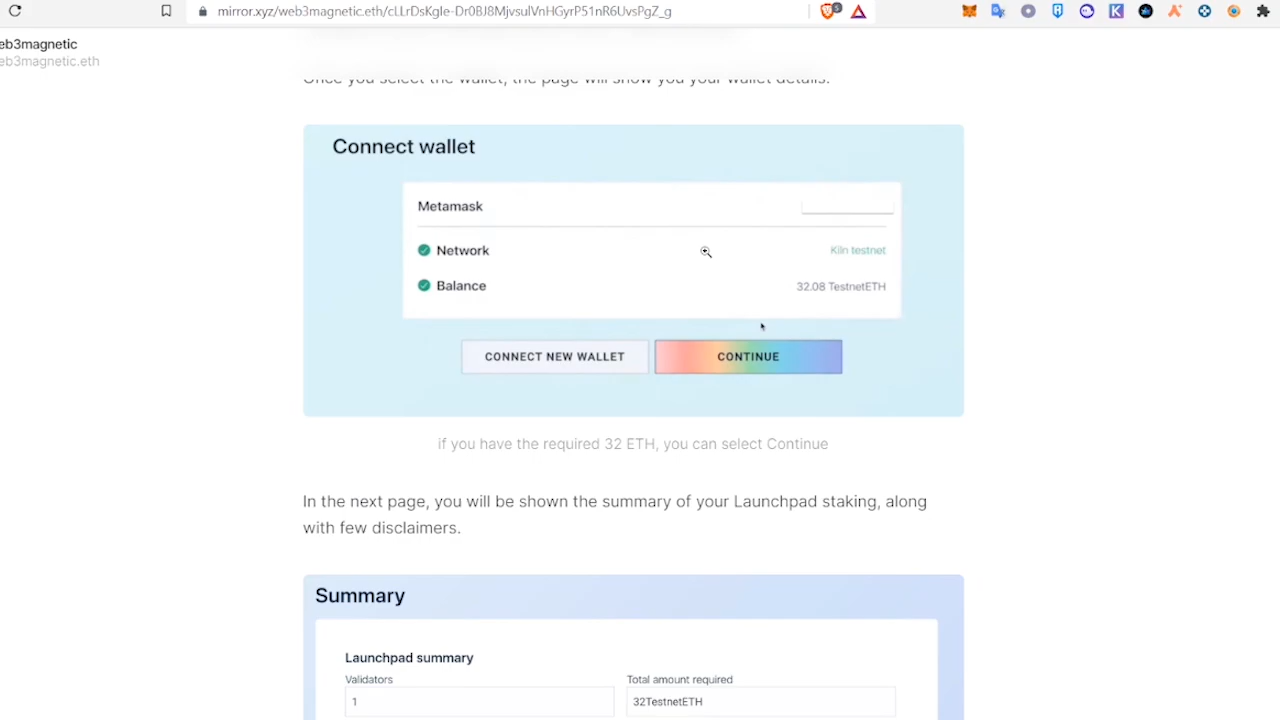 mirror.xyz/web3magnetic.eth/cLLrDsKgle-Dr0BJ8MjvsulVnHGyrP51nR6UvsPgZ_g
5
eb3magnetic
eb3magnetic.eth
Once you select the wallet, the page will show you your wallet details.
Connect wallet
Metamask
Network
Kiln testnet
Balance
32.08 TestnetETH
CONNECT NEW WALLET
CONTINUE
if you have the required 32 ETH, you can select Continue
In the next page, you will be shown the summary of your Launchpad staking, along
with few disclaimers.
Summary
Launchpad summary
Validators
Total amount required
1
32TestnetETH